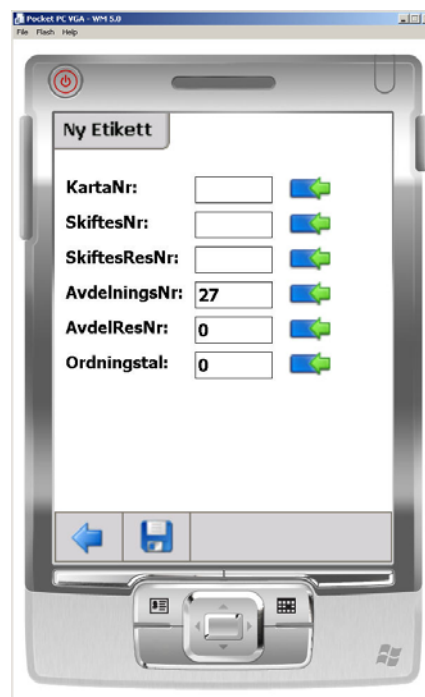 Pocket PC VGA - WM 5.0
File Flash Help
Ny Etikett
KartaNr:
SkiftesNr:
SkiftesResNr:
AvdelningsNr: 27
AvdelResNr: 0
Ordningstal: 0